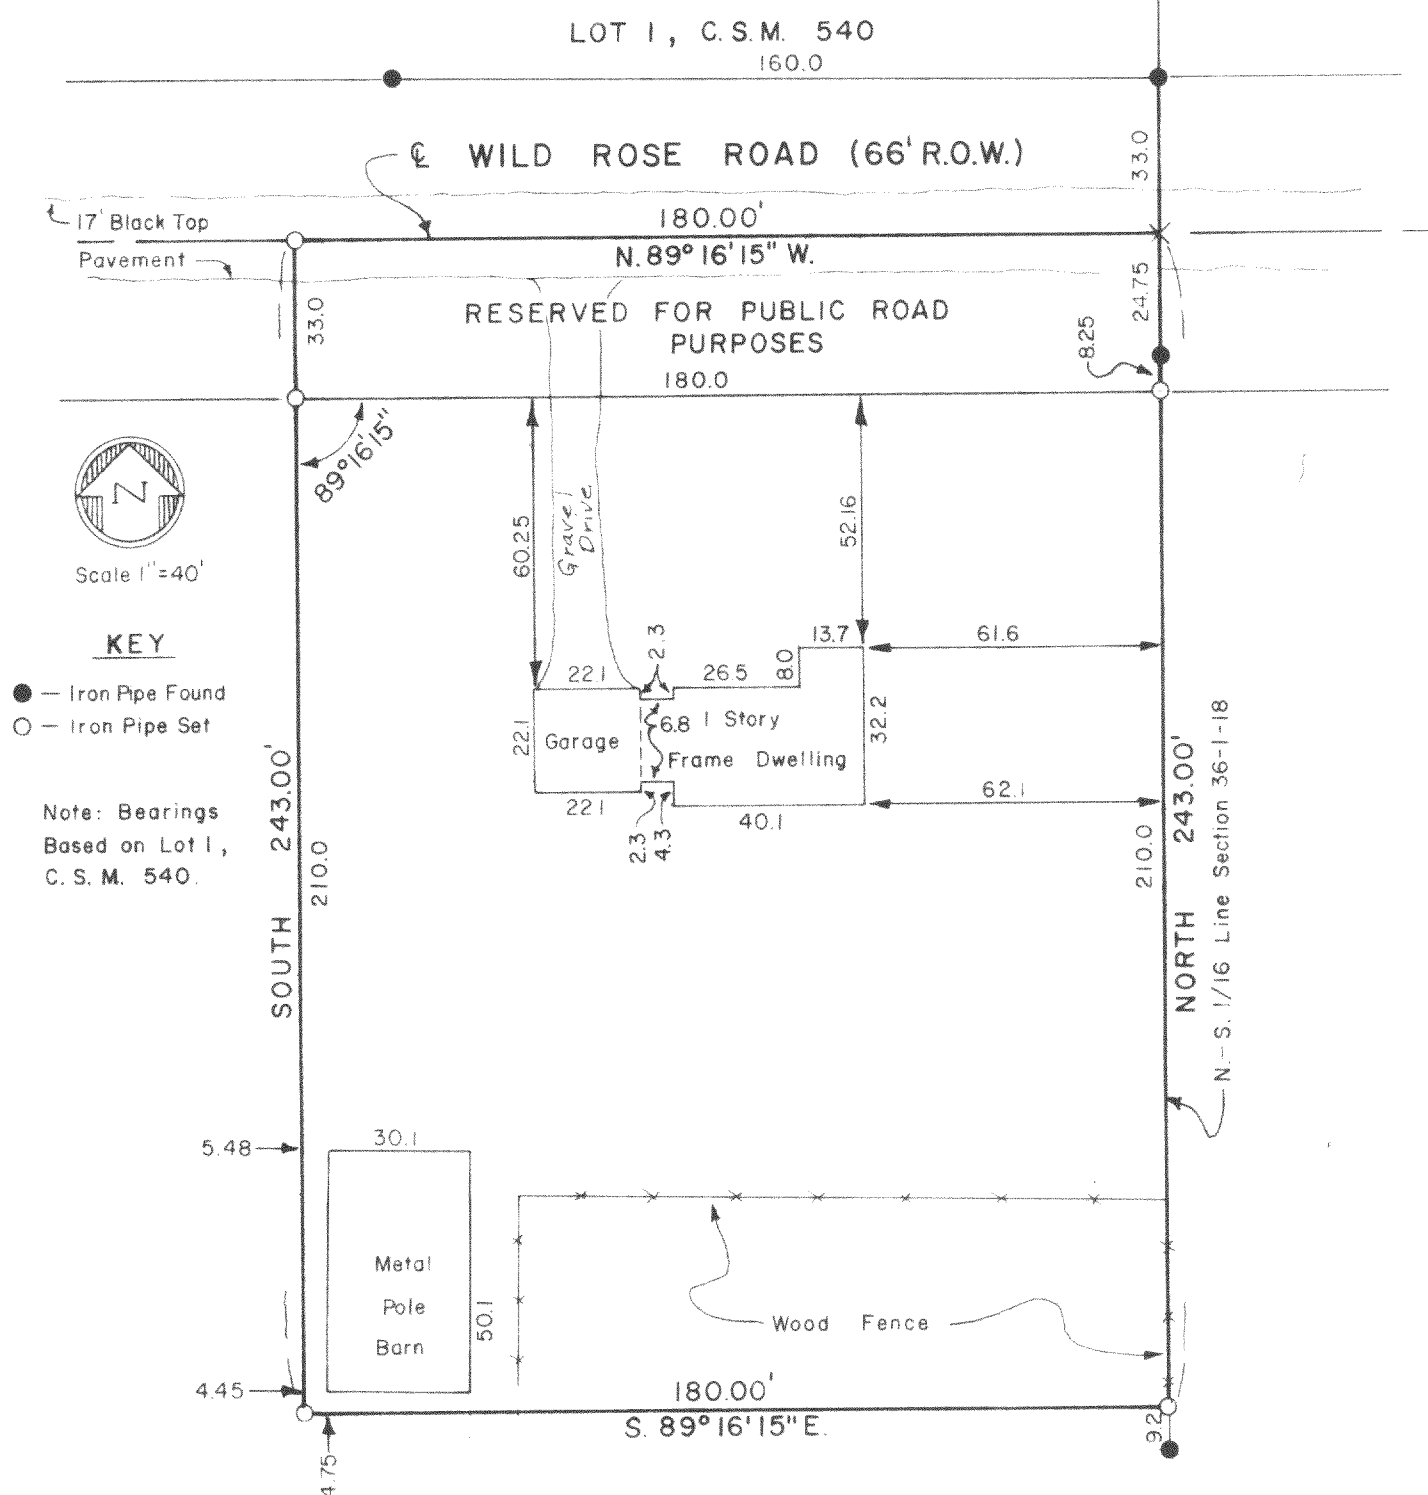 LOT 1, C.S.M. 540
160.0
℄ WILD ROSE ROAD (66' R.O.W.)
33.0
17' Black Top
Pavement
180.00'
N. 89° 16' 15" W.
24.75
33.0
RESERVED FOR PUBLIC ROAD
PURPOSES
8.25
180.0
89°16'15"
N
Scale 1"=40'
60.25
Gravel
Drive
52.16
KEY
● — Iron Pipe Found
○ — Iron Pipe Set
2.3
13.7
61.6
22.1
26.5
8.0
22.1
Garage
6.8
1 Story
Frame Dwelling
32.2
22.1
2.3
4.3
40.1
62.1
Note: Bearings
Based on Lot 1,
C. S. M. 540.
SOUTH 243.00'
210.0
210.0
NORTH 243.00'
N.-S. 1/16 Line Section 36-1-18
5.48
30.1
Metal
Pole
Barn
50.1
Wood Fence
4.45
180.00'
S. 89° 16' 15" E.
4.75
9.2